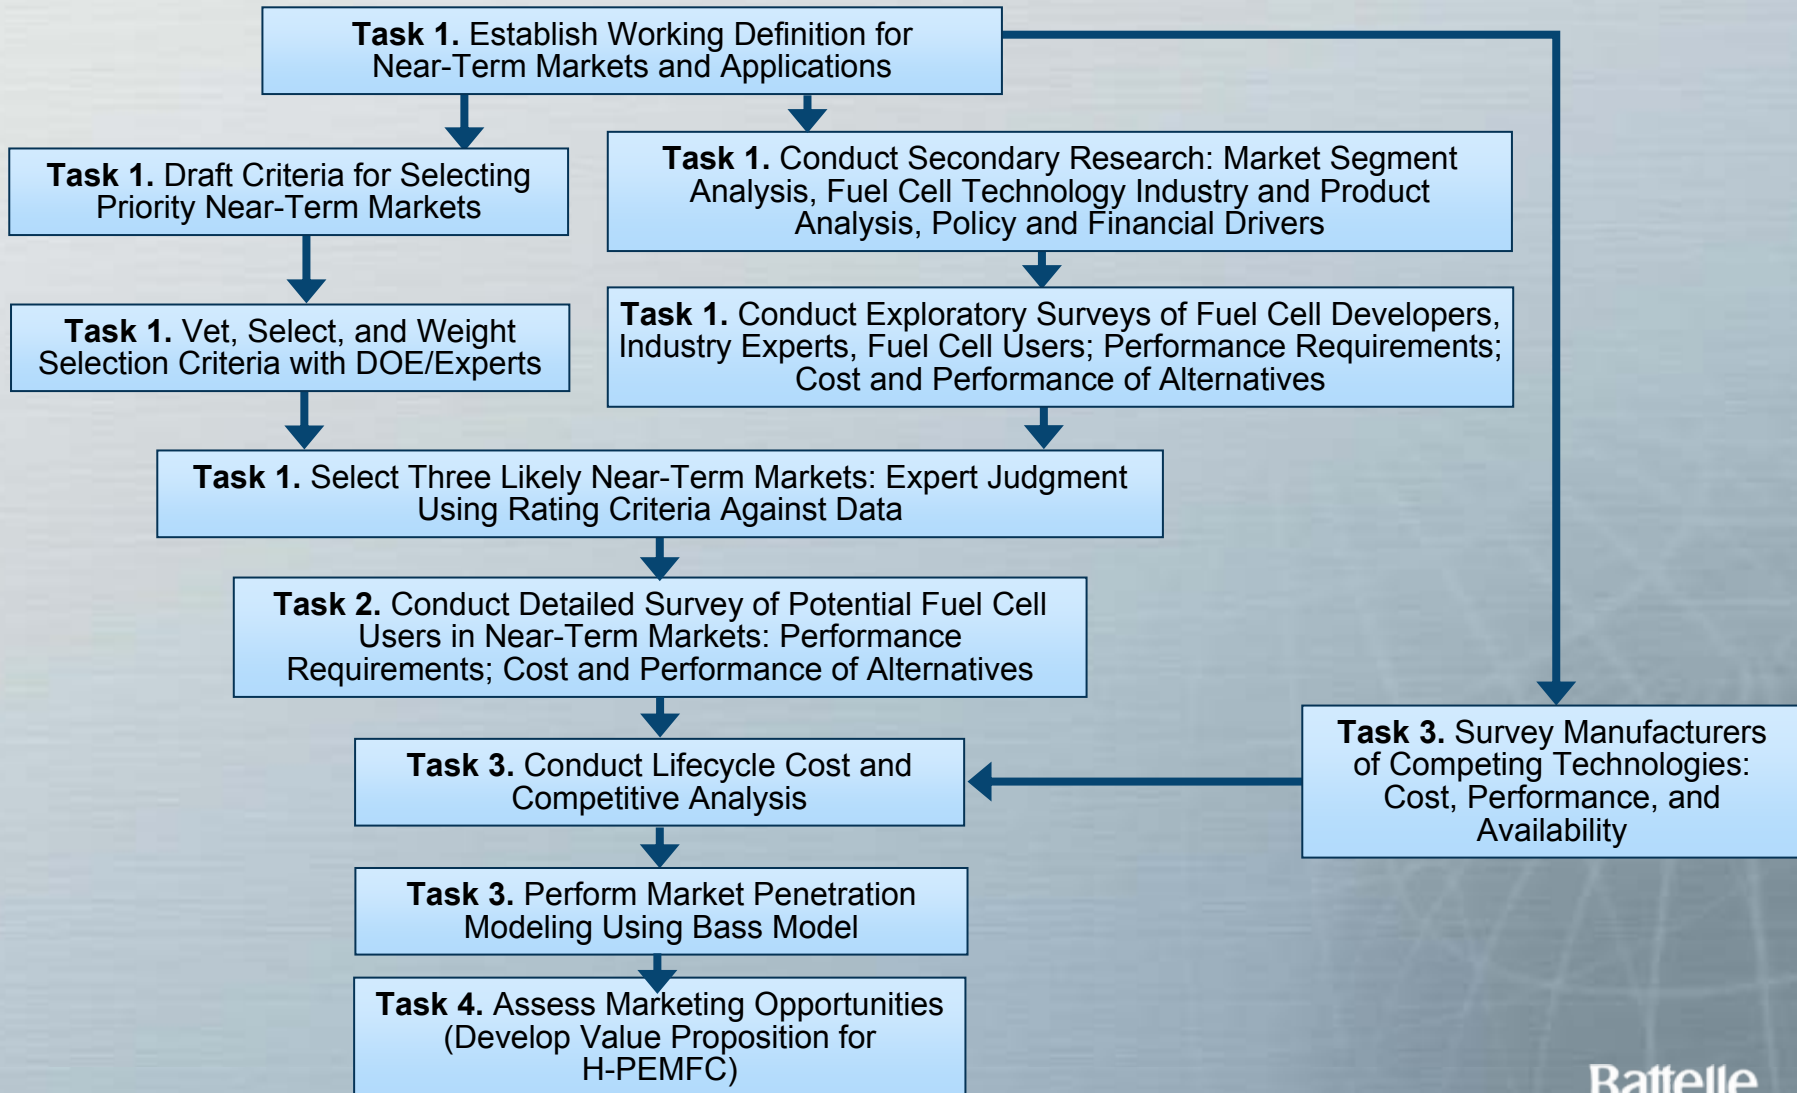 Task 1. Establish Working Definition for
Near-Term Markets and Applications
Task 1. Draft Criteria for Selecting
Priority Near-Term Markets
Task 1. Conduct Secondary Research: Market Segment
Analysis, Fuel Cell Technology Industry and Product
Analysis, Policy and Financial Drivers
Task 1. Vet, Select, and Weight
Selection Criteria with DOE/Experts
Task 1. Conduct Exploratory Surveys of Fuel Cell Developers,
Industry Experts, Fuel Cell Users; Performance Requirements;
Cost and Performance of Alternatives
Task 1. Select Three Likely Near-Term Markets: Expert Judgment
Using Rating Criteria Against Data
Task 2. Conduct Detailed Survey of Potential Fuel Cell
Users in Near-Term Markets: Performance
Requirements; Cost and Performance of Alternatives
Task 3. Conduct Lifecycle Cost and
Competitive Analysis
Task 3. Survey Manufacturers
of Competing Technologies:
Cost, Performance, and
Availability
Task 3. Perform Market Penetration
Modeling Using Bass Model
Task 4. Assess Marketing Opportunities
(Develop Value Proposition for
H-PEMFC)
Battelle